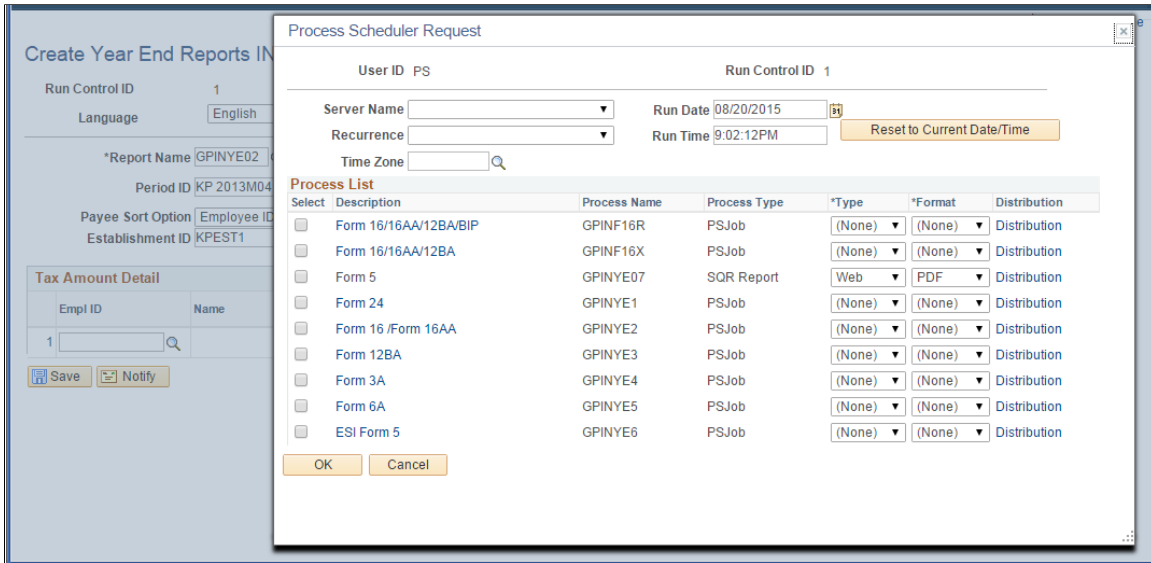 Process Scheduler Request
Create Year End Reports IN
User ID PS Run Control ID 1
Run Control ID 1
Language English
Server Name Run Date 08/20/2015
Recurrence Run Time 9:02:12PM Reset to Current Date/Time
Time Zone
*Report Name GPINYE02
Period ID KP 2013M04
Payee Sort Option Employee ID
Establishment ID KPEST1
Tax Amount Detail
Empl ID Name
1
Save Notify
Process List
Select Description Process Name Process Type *Type *Format Distribution
Form 16/16AA/12BA/BIP GPINF16R PSJob (None) (None) Distribution
Form 16/16AA/12BA GPINF16X PSJob (None) (None) Distribution
Form 5 GPINYE07 SQR Report Web PDF Distribution
Form 24 GPINYE1 PSJob (None) (None) Distribution
Form 16 /Form 16AA GPINYE2 PSJob (None) (None) Distribution
Form 12BA GPINYE3 PSJob (None) (None) Distribution
Form 3A GPINYE4 PSJob (None) (None) Distribution
Form 6A GPINYE5 PSJob (None) (None) Distribution
ESI Form 5 GPINYE6 PSJob (None) (None) Distribution
OK Cancel